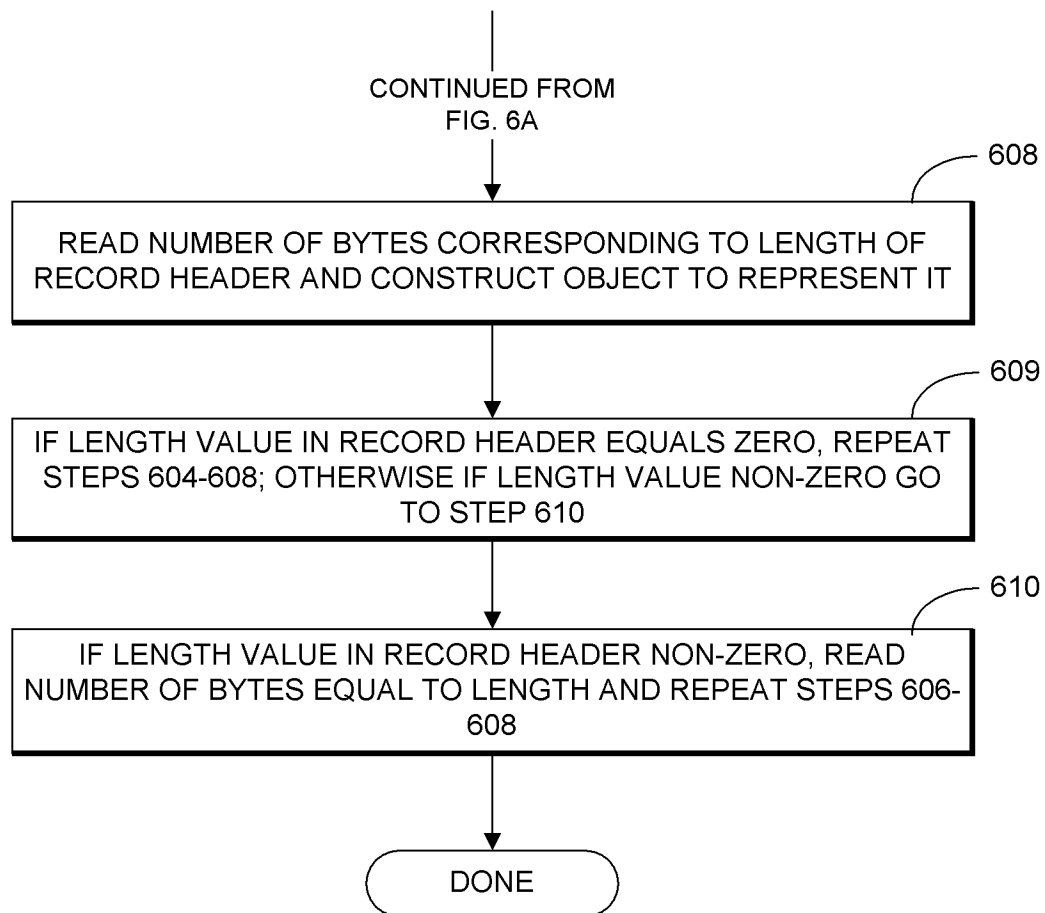 CONTINUED FROM
FIG. 6A
608
READ NUMBER OF BYTES CORRESPONDING TO LENGTH OF
RECORD HEADER AND CONSTRUCT OBJECT TO REPRESENT IT
609
IF LENGTH VALUE IN RECORD HEADER EQUALS ZERO, REPEAT
STEPS 604-608; OTHERWISE IF LENGTH VALUE NON-ZERO GO
TO STEP 610
610
IF LENGTH VALUE IN RECORD HEADER NON-ZERO, READ
NUMBER OF BYTES EQUAL TO LENGTH AND REPEAT STEPS 606-
608
DONE